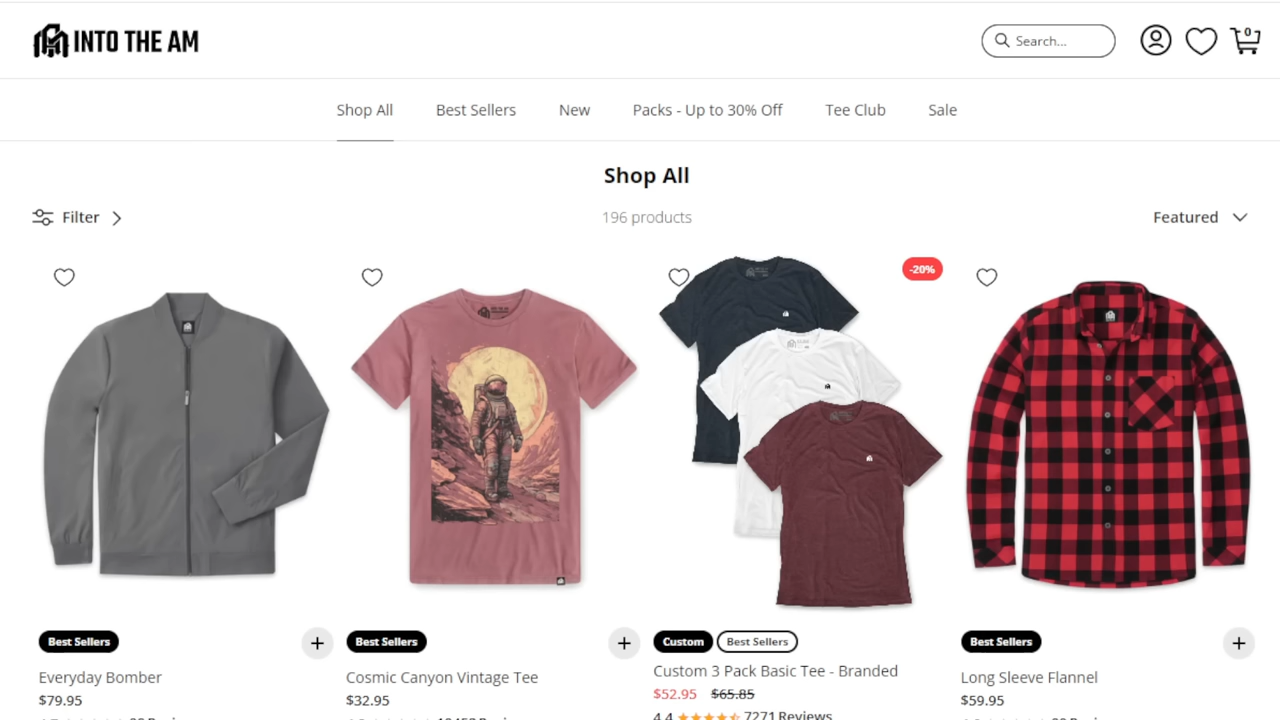 INTO THE AM
Search...
0
Shop All
Best Sellers
New
Packs - Up to 30% Off
Tee Club
Sale
Shop All
Filter
196 products
Featured
-20%
Best Sellers
Best Sellers
Custom
Best Sellers
Best Sellers
Everyday Bomber
$79.95
Cosmic Canyon Vintage Tee
$32.95
Custom 3 Pack Basic Tee - Branded
$52.95 $65.85
4.4 7271 Reviews
Long Sleeve Flannel
$59.95